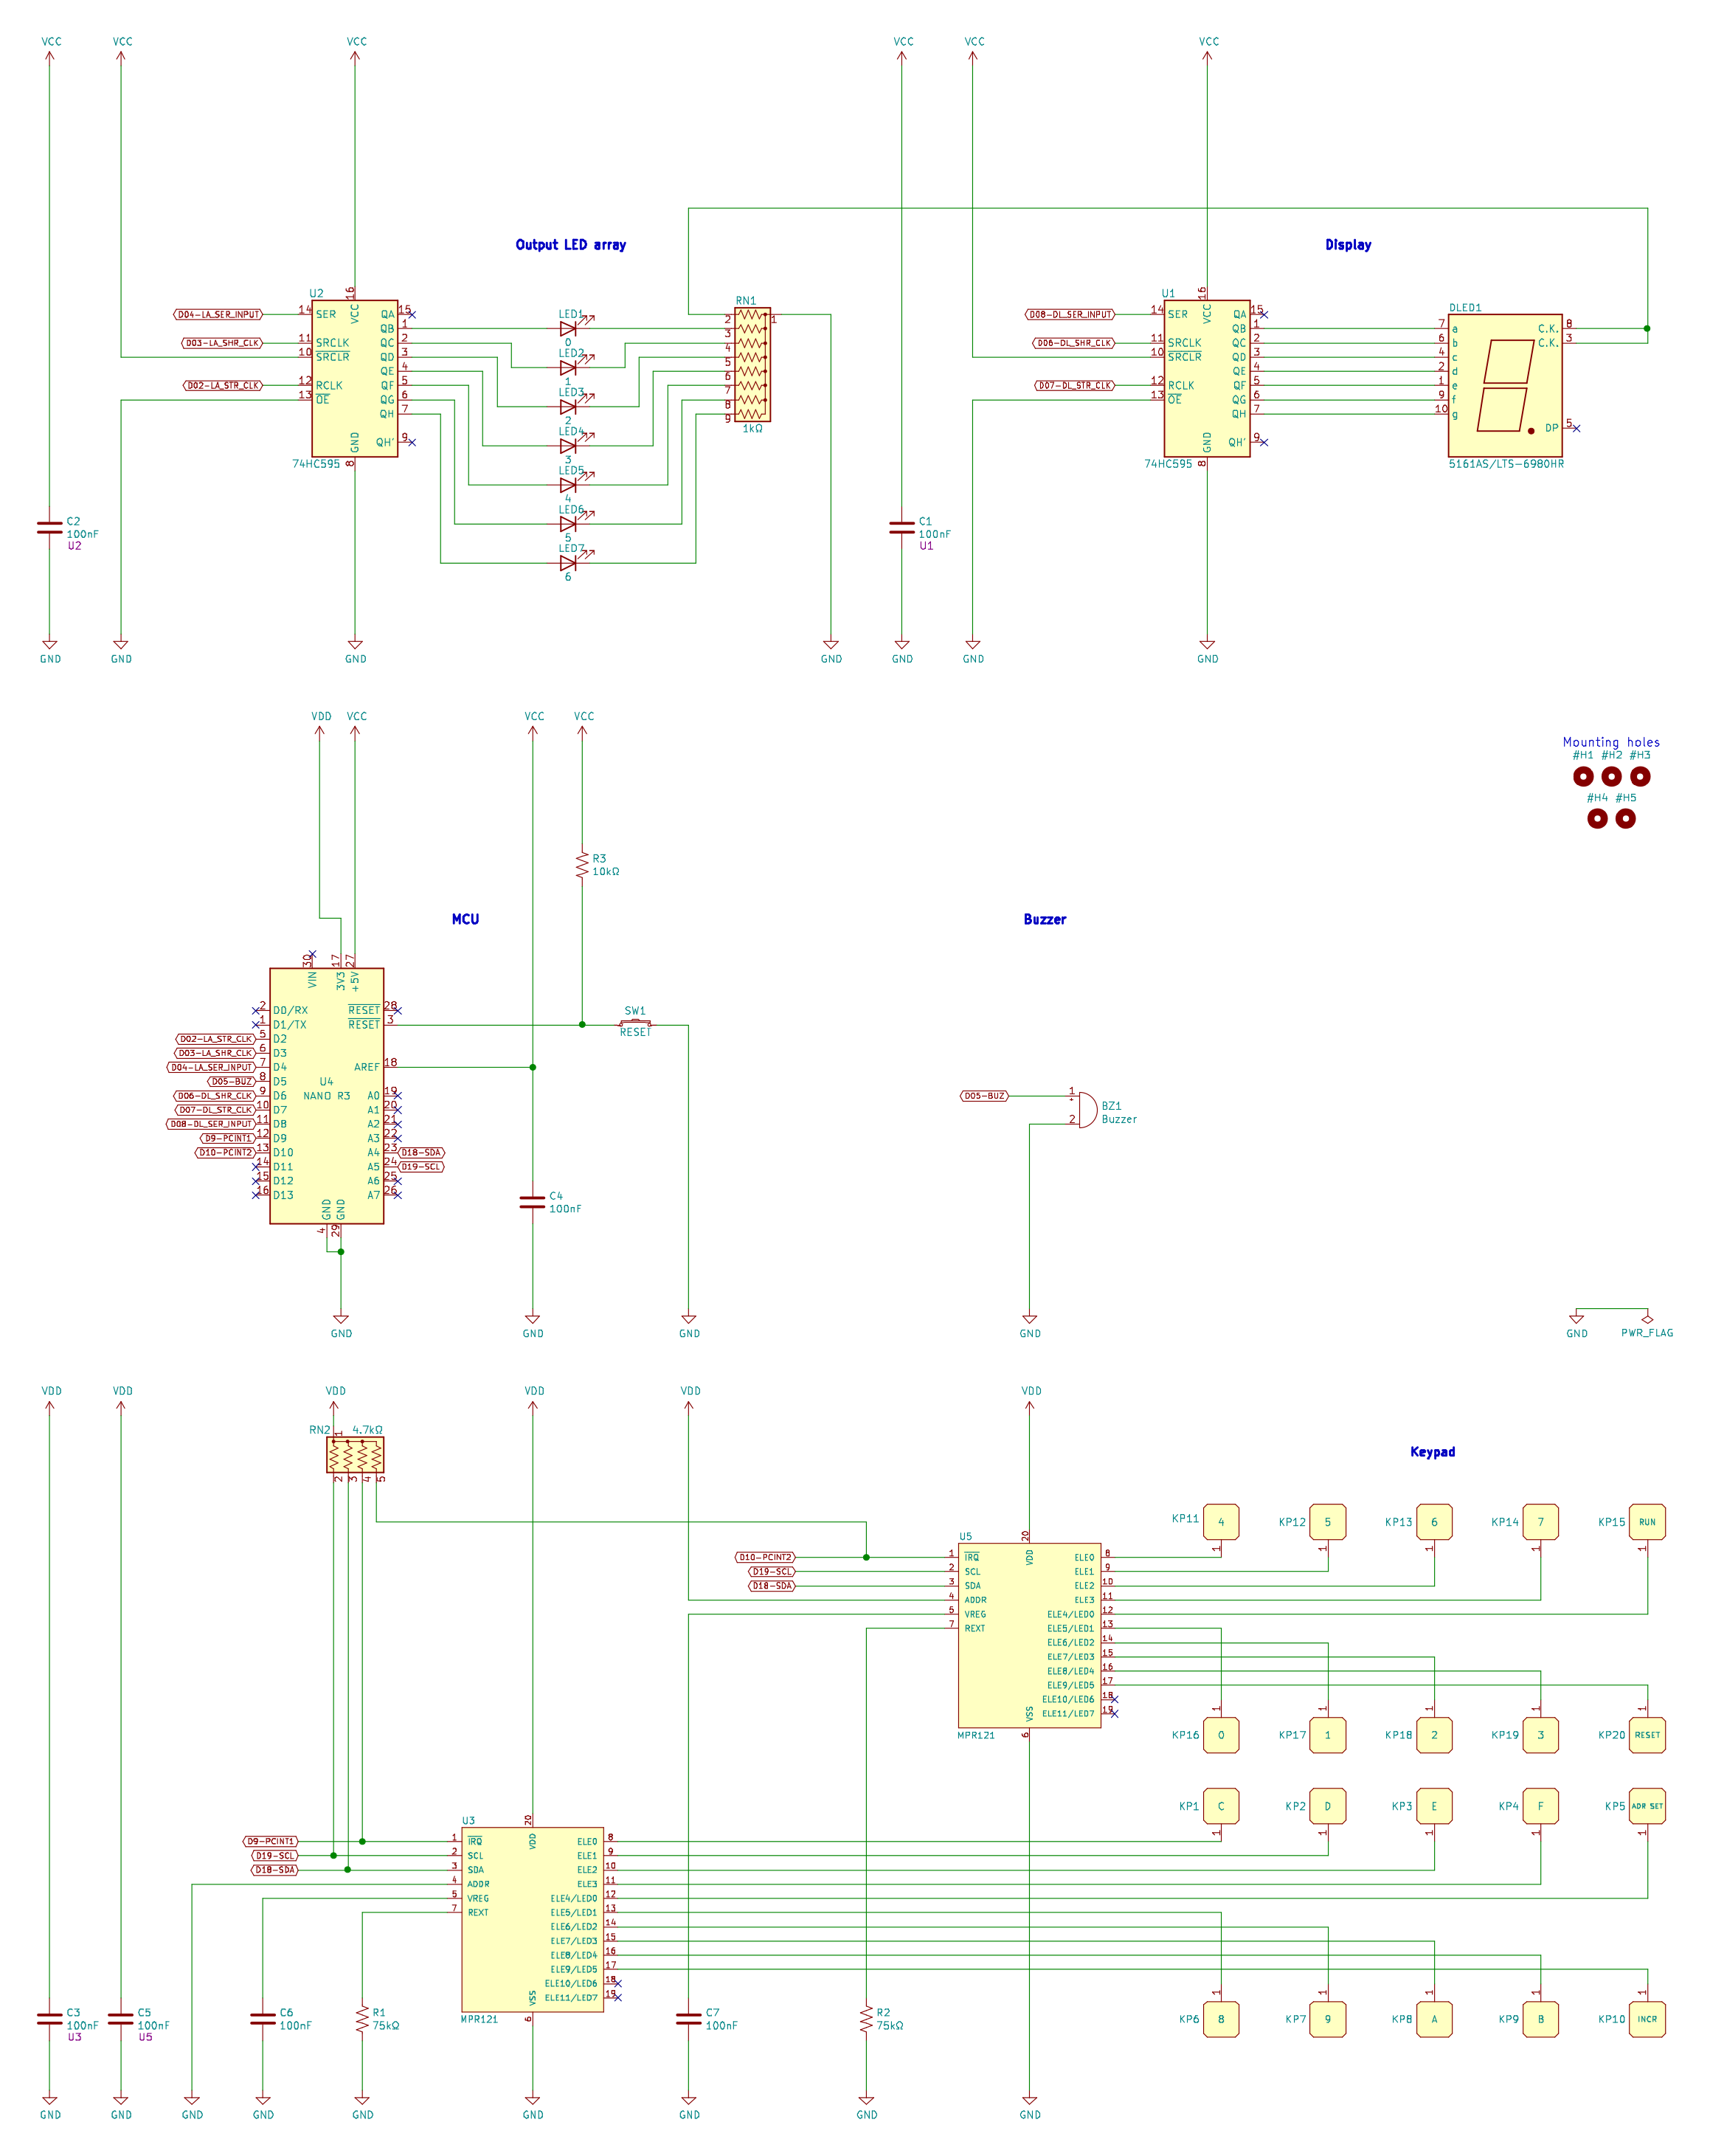 VCC
VCC
VCC
VCC
VCC
VCC
Output LED array
Display
U2
74HC595
D04-LA_SER_INPUT
D03-LA_SHR_CLK
D02-LA_STR_CLK
14 SER
11 SRCLK
10 SRCLR
12 RCLK
13 OE
16 VCC
8 GND
QA 15
QB 1
QC 2
QD 3
QE 4
QF 5
QG 6
QH 7
QH' 9
LED1
0
LED2
1
LED3
2
LED4
3
LED5
4
LED6
5
LED7
6
RN1
2
3
4
5
6
7
8
9
1
1kΩ
C2
100nF
U2
C1
100nF
U1
U1
74HC595
D08-DL_SER_INPUT
D06-DL_SHR_CLK
D07-DL_STR_CLK
14 SER
11 SRCLK
10 SRCLR
12 RCLK
13 OE
16 VCC
8 GND
QA 15
QB 1
QC 2
QD 3
QE 4
QF 5
QG 6
QH 7
QH' 9
DLED1
7 a
6 b
4 c
2 d
1 e
9 f
10 g
C.K. 8
C.K. 3
DP 5
5161AS/LTS-6980HR
GND
GND
GND
GND
GND
GND
GND
VDD
VCC
VCC
VCC
Mounting holes
#H1 #H2 #H3
#H4 #H5
R3
10kΩ
MCU
Buzzer
30 VIN
17 3V3
27 +5V
2 D0/RX
1 D1/TX
D02-LA_STR_CLK 5 D2
D03-LA_SHR_CLK 6 D3
D04-LA_SER_INPUT 7 D4
D05-BUZ 8 D5
D06-DL_SHR_CLK 9 D6
D07-DL_STR_CLK 10 D7
D08-DL_SER_INPUT 11 D8
D9-PCINT1 12 D9
D10-PCINT2 13 D10
14 D11
15 D12
16 D13
U4
NANO R3
RESET 28
RESET 3
AREF 18
A0 19
A1 20
A2 21
A3 22
A4 23 D18-SDA
A5 24 D19-SCL
A6 25
A7 26
4 GND
29 GND
SW1
RESET
C4
100nF
D05-BUZ
1
+
2
BZ1
Buzzer
GND
GND
GND
GND
GND
PWR_FLAG
VDD
VDD
VDD
VDD
VDD
VDD
RN2
4.7kΩ
1
2
3
4
5
Keypad
U5
MPR121
D10-PCINT2 1 IRQ
D19-SCL 2 SCL
D18-SDA 3 SDA
4 ADDR
5 VREG
7 REXT
20 VDD
6 VSS
ELE0 8
ELE1 9
ELE2 10
ELE3 11
ELE4/LED0 12
ELE5/LED1 13
ELE6/LED2 14
ELE7/LED3 15
ELE8/LED4 16
ELE9/LED5 17
ELE10/LED6 18
ELE11/LED7 19
KP11 4 1
KP12 5 1
KP13 6 1
KP14 7 1
KP15 RUN 1
KP16 0 1
KP17 1 1
KP18 2 1
KP19 3 1
KP20 RESET 1
KP1 C 1
KP2 D 1
KP3 E 1
KP4 F 1
KP5 ADR SET 1
U3
MPR121
D9-PCINT1 1 IRQ
D19-SCL 2 SCL
D18-SDA 3 SDA
4 ADDR
5 VREG
7 REXT
20 VDD
6 VSS
ELE0 8
ELE1 9
ELE2 10
ELE3 11
ELE4/LED0 12
ELE5/LED1 13
ELE6/LED2 14
ELE7/LED3 15
ELE8/LED4 16
ELE9/LED5 17
ELE10/LED6 18
ELE11/LED7 19
KP6 8 1
KP7 9 1
KP8 A 1
KP9 B 1
KP10 INCR 1
C3
100nF
U3
C5
100nF
U5
C6
100nF
R1
75kΩ
C7
100nF
R2
75kΩ
GND
GND
GND
GND
GND
GND
GND
GND
GND